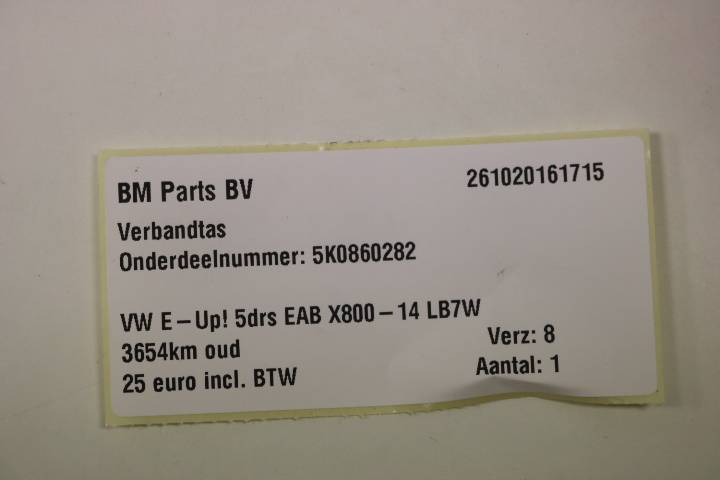 BM Parts BV 261020161715
Verbandtas
Onderdeelnummer: 5K0860282
VW E-Up! 5drs EAB X800-14 LB7W
3654km oud Verz: 8
25 euro incl. BTW Aantal: 1